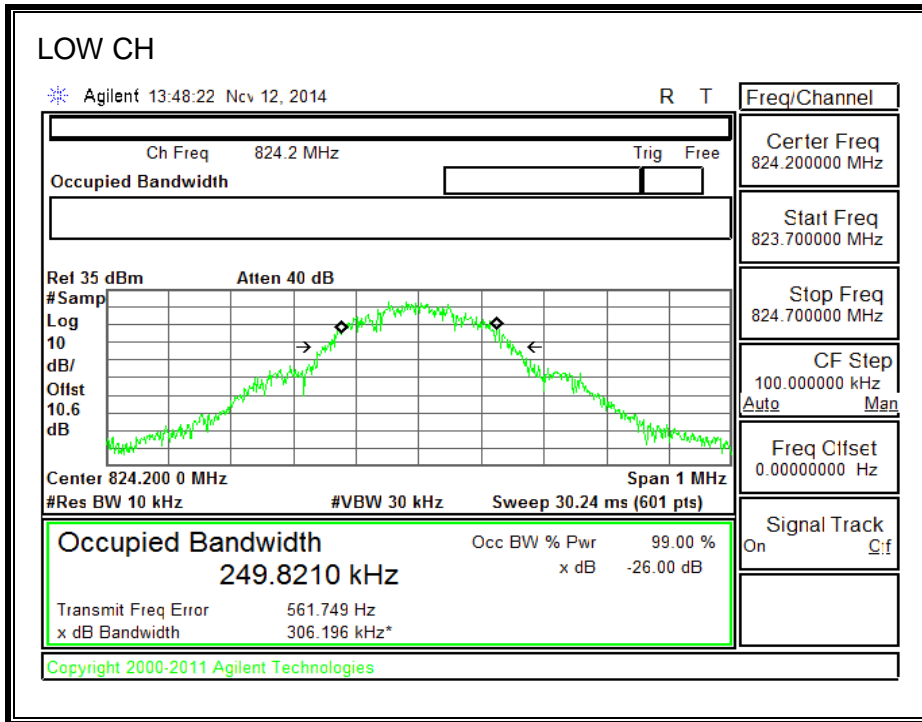 LOW CH
Agilent 13:48:22 Nov 12, 2014 R T
Freq/Channel
Ch Freq 824.2 MHz Trig Free
Occupied Bandwidth
Center Freq
824.200000 MHz
Start Freq
823.700000 MHz
Stop Freq
824.700000 MHz
CF Step
100.000000 kHz
Auto Man
Freq Offset
0.00000000 Hz
Signal Track
On Off
Ref 35 dBm Atten 40 dB
#Samp
Log
10
dB/
Offst
10.6
dB
Center 824.200 0 MHz Span 1 MHz
#Res BW 10 kHz #VBW 30 kHz Sweep 30.24 ms (601 pts)
Occupied Bandwidth Occ BW % Pwr 99.00 %
249.8210 kHz x dB -26.00 dB
Transmit Freq Error 561.749 Hz
x dB Bandwidth 306.196 kHz*
Copyright 2000-2011 Agilent Technologies